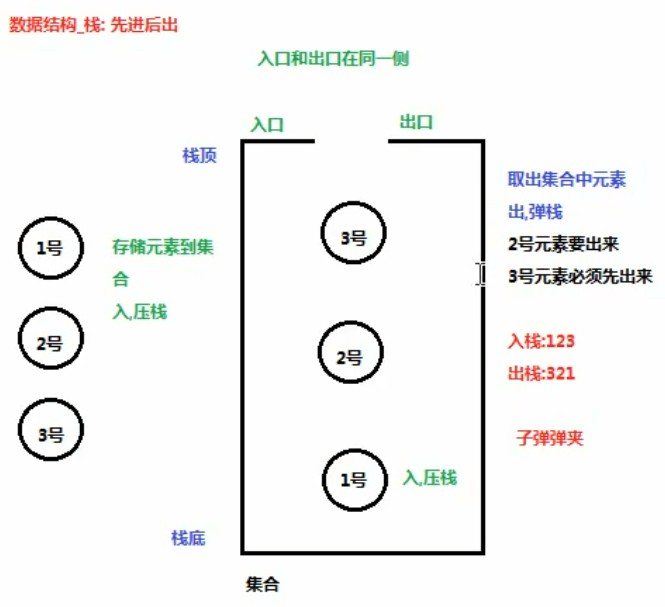 数据结构_栈: 先进后出
入口和出口在同一侧
入口
出口
栈顶
取出集合中元素
出,弹栈
2号元素要出来
3号元素必须先出来
1号
存储元素到集
合
入,压栈
3号
2号
2号
入栈:123
出栈:321
3号
子弹弹夹
1号
入,压栈
栈底
集合